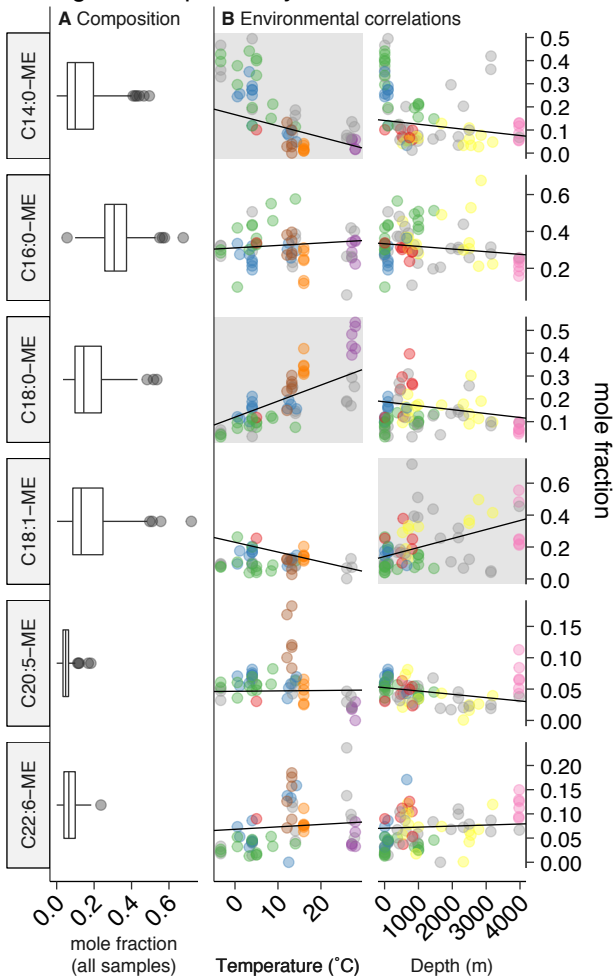 A Composition
B Environmental correlations
C14:0−ME
0.5
0.4
0.3
0.2
0.1
0.0
C16:0−ME
0.6
0.4
0.2
C18:0−ME
0.5
0.4
0.3
0.2
0.1
mole fraction
C18:1−ME
0.6
0.4
0.2
0.0
C20:5−ME
0.15
0.10
0.05
0.00
C22:6−ME
0.20
0.15
0.10
0.05
0.00
0.0 0.2 0.4 0.6
0 10 20
0 1000 2000 3000 4000
mole fraction
(all samples)
Temperature (˚C)
Depth (m)